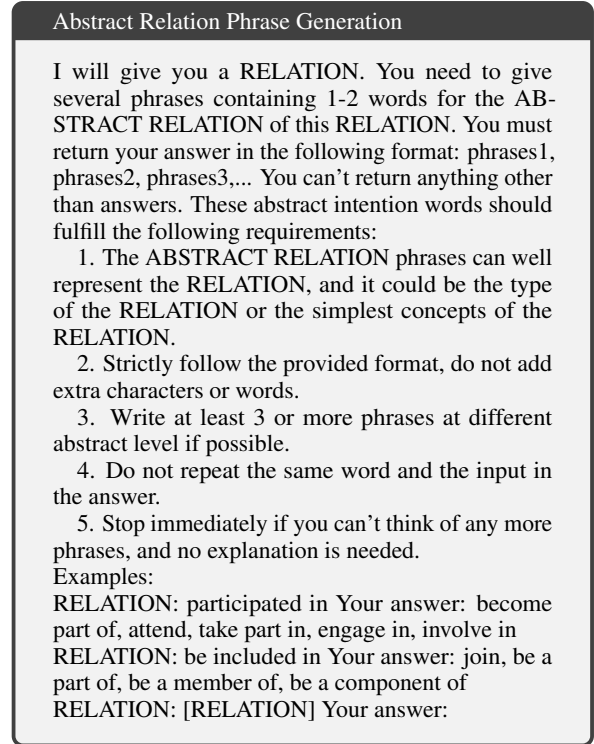 Abstract Relation Phrase Generation
I will give you a RELATION. You need to give
several phrases containing 1-2 words for the AB-
STRACT RELATION of this RELATION. You must
return your answer in the following format: phrases1,
phrases2, phrases3,... You can't return anything other
than answers. These abstract intention words should
fulfill the following requirements:
1. The ABSTRACT RELATION phrases can well
represent the RELATION, and it could be the type
of the RELATION or the simplest concepts of the
RELATION.
2. Strictly follow the provided format, do not add
extra characters or words.
3. Write at least 3 or more phrases at different
abstract level if possible.
4. Do not repeat the same word and the input in
the answer.
5. Stop immediately if you can't think of any more
phrases, and no explanation is needed.
Examples:
RELATION: participated in Your answer: become
part of, attend, take part in, engage in, involve in
RELATION: be included in Your answer: join, be a
part of, be a member of, be a component of
RELATION: [RELATION] Your answer: